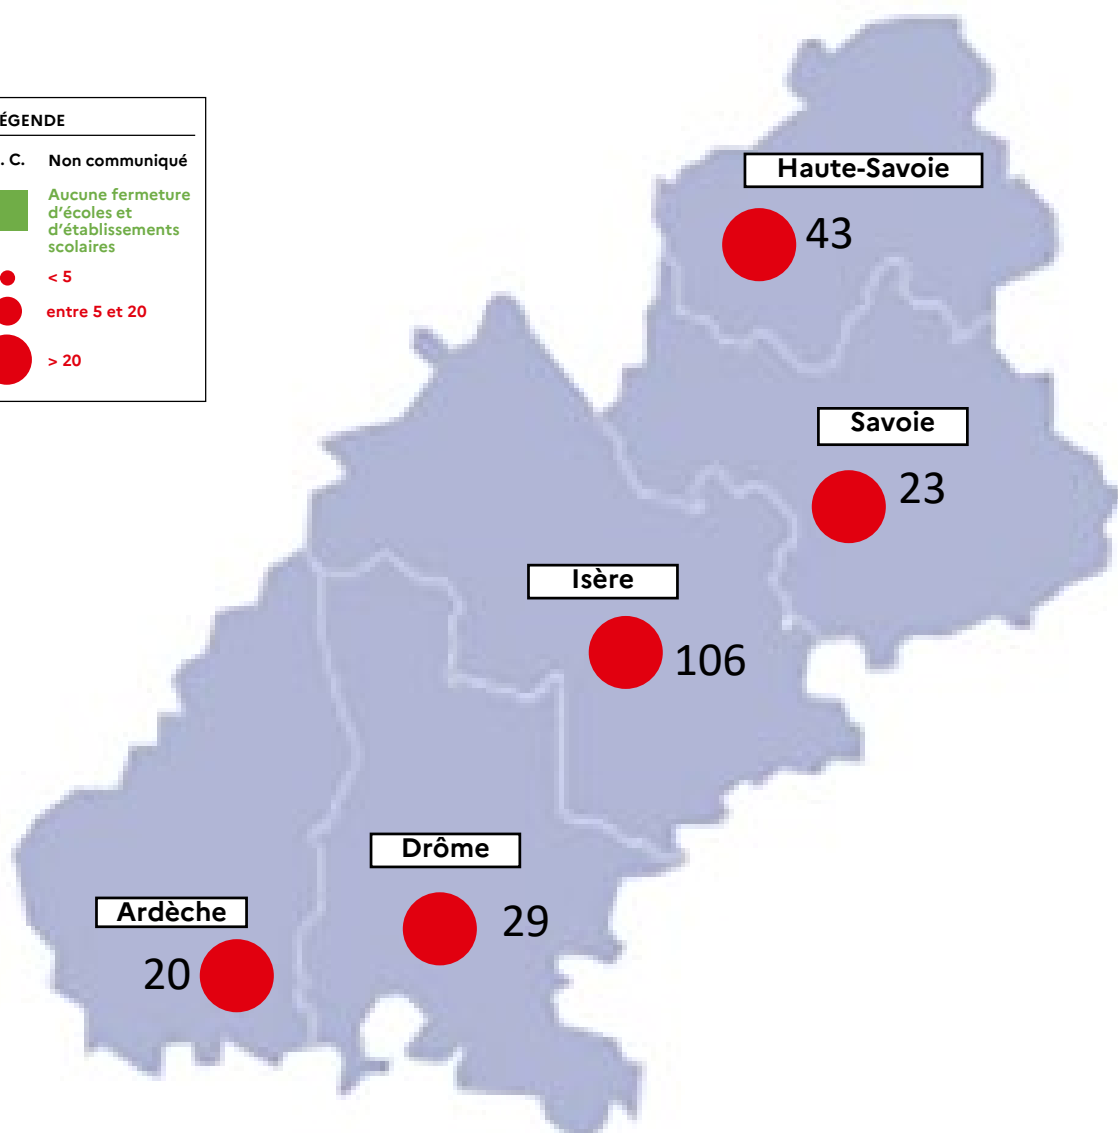 ÉGENDE
. C. Non communiqué
Aucune fermeture
d'écoles et
d'établissements
scolaires
< 5
entre 5 et 20
> 20
Haute-Savoie
43
Savoie
23
Isère
106
Drôme
29
Ardèche
20